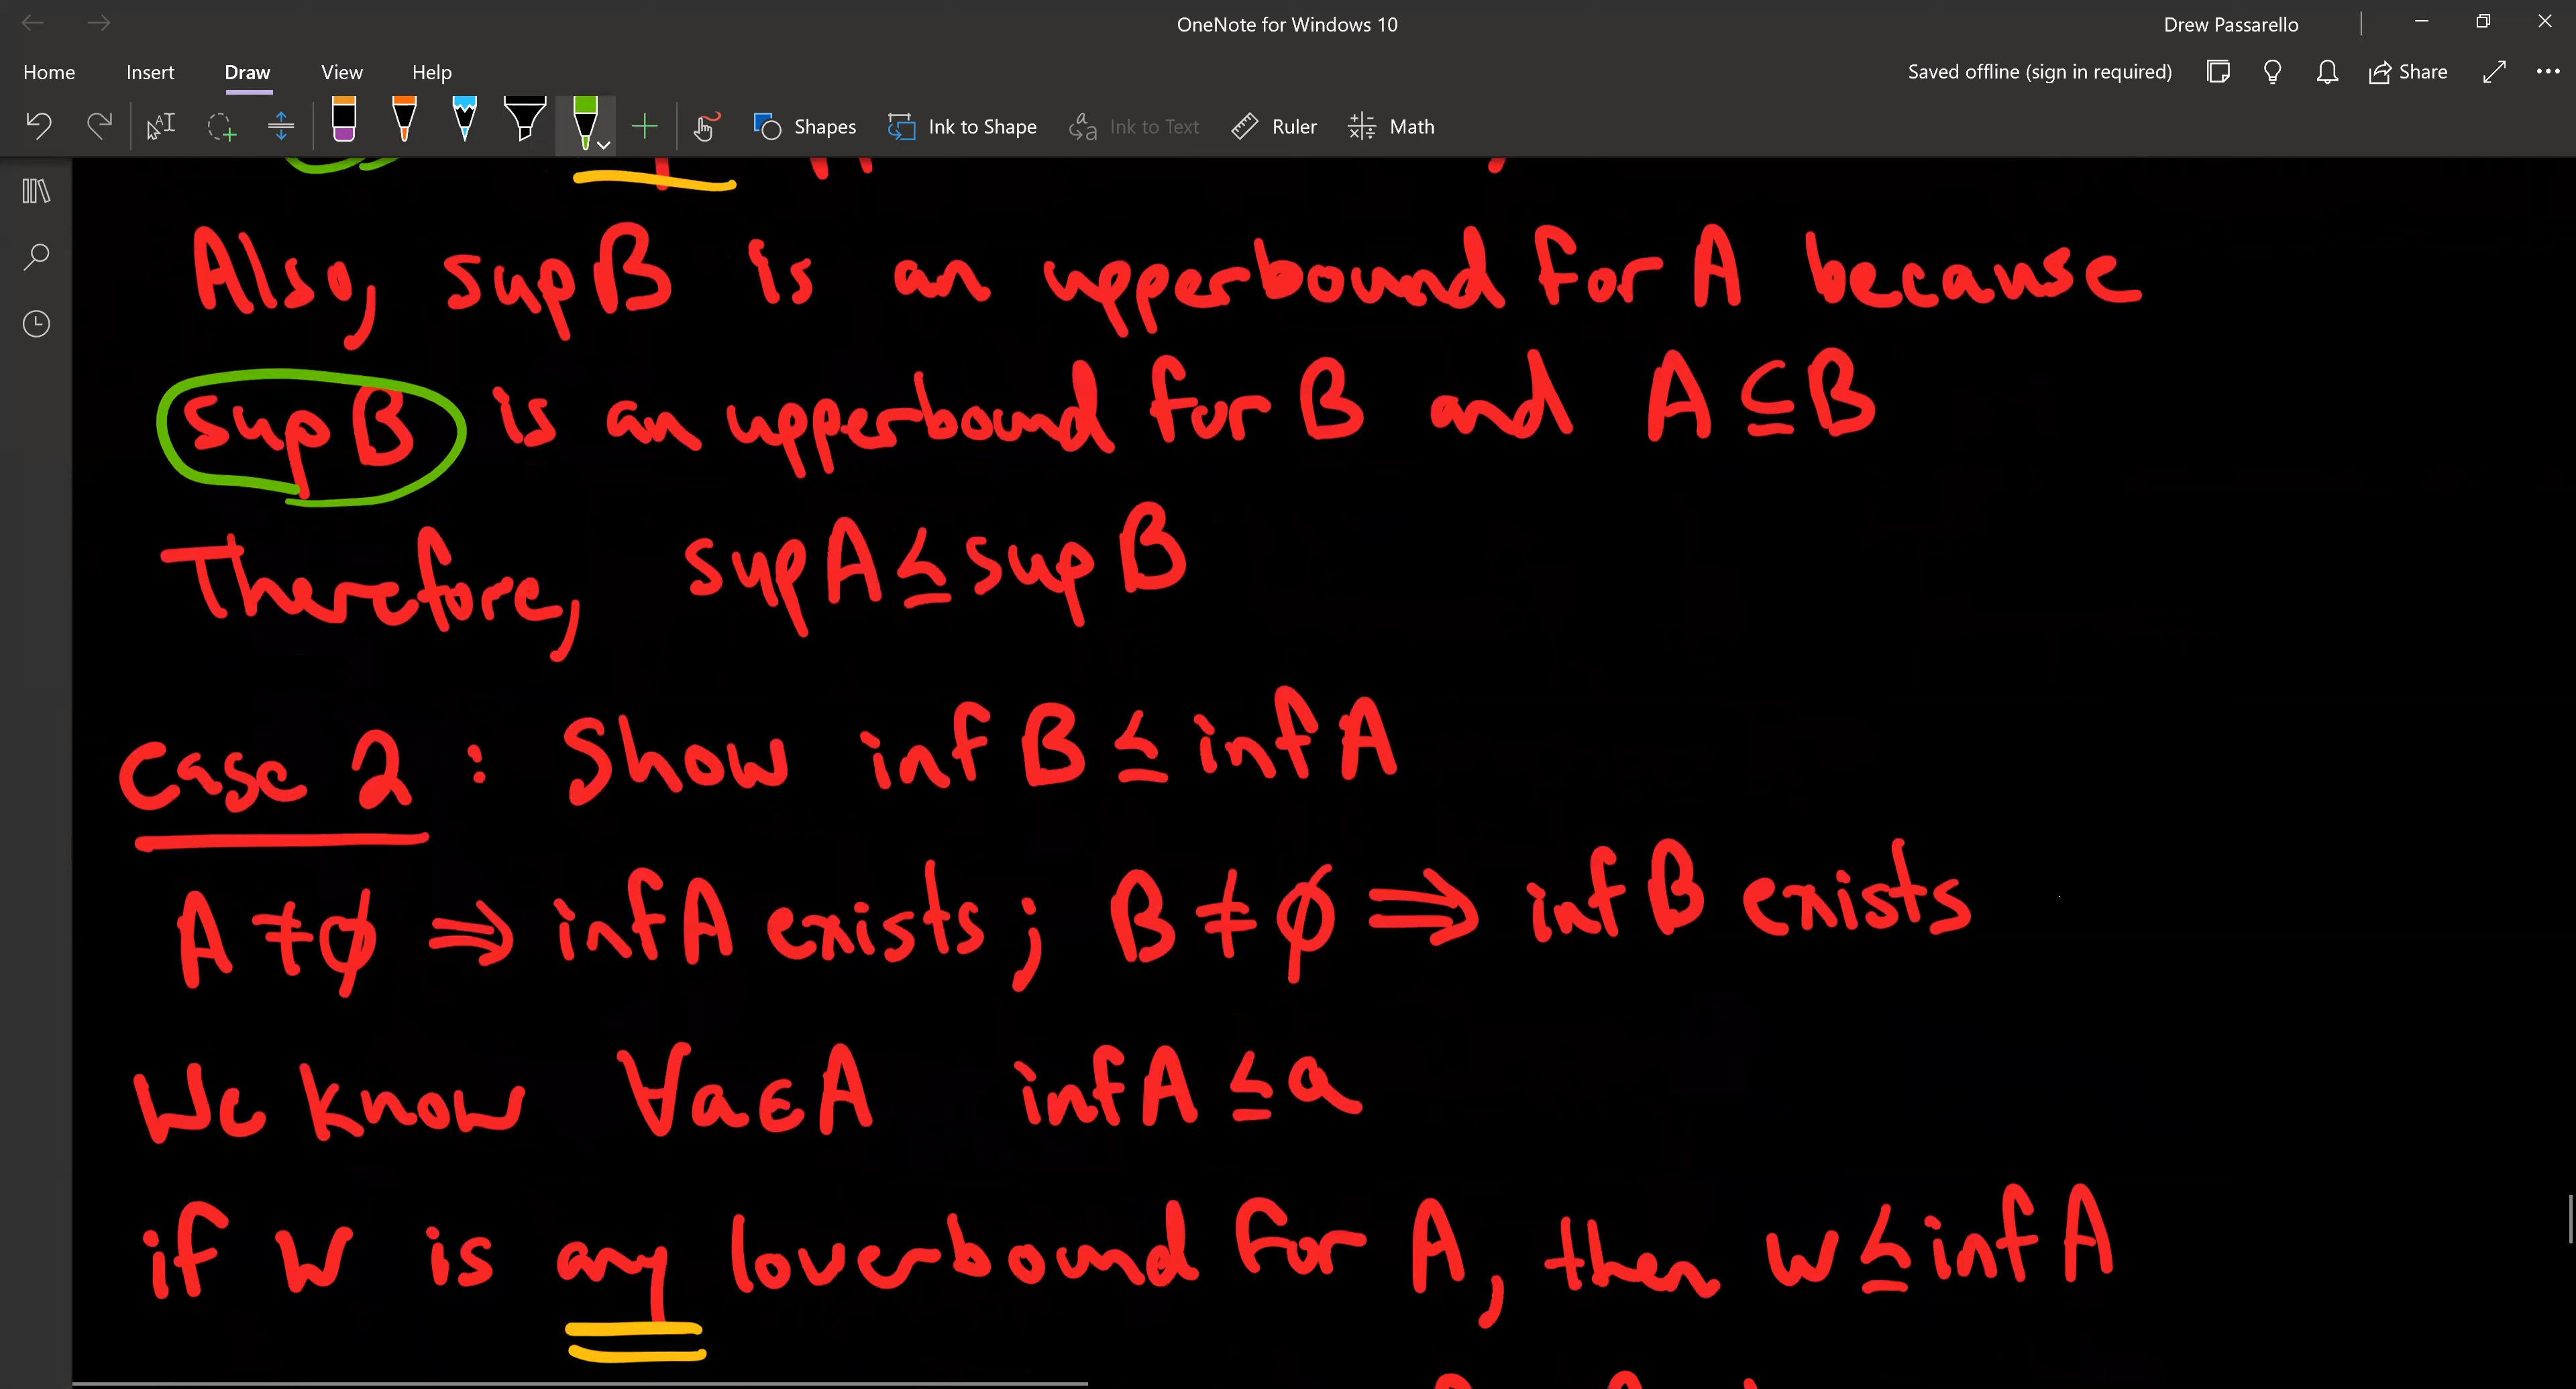 OneNote for Windows 10
Drew Passarello
Home Insert Draw View Help
Saved offline (sign in required) Share
Shapes Ink to Shape Ink to Text Ruler Math
Also, sup B is an upperbound for A because
sup B is an upperbound for B and A ⊆ B
Therefore, sup A ≤ sup B
Case 2 : Show inf B ≤ inf A
A ≠ ∅ ⇒ inf A exists ; B ≠ ∅ ⇒ inf B exists
We know ∀a∈A inf A ≤ a
if w is any lowerbound for A, then w ≤ inf A